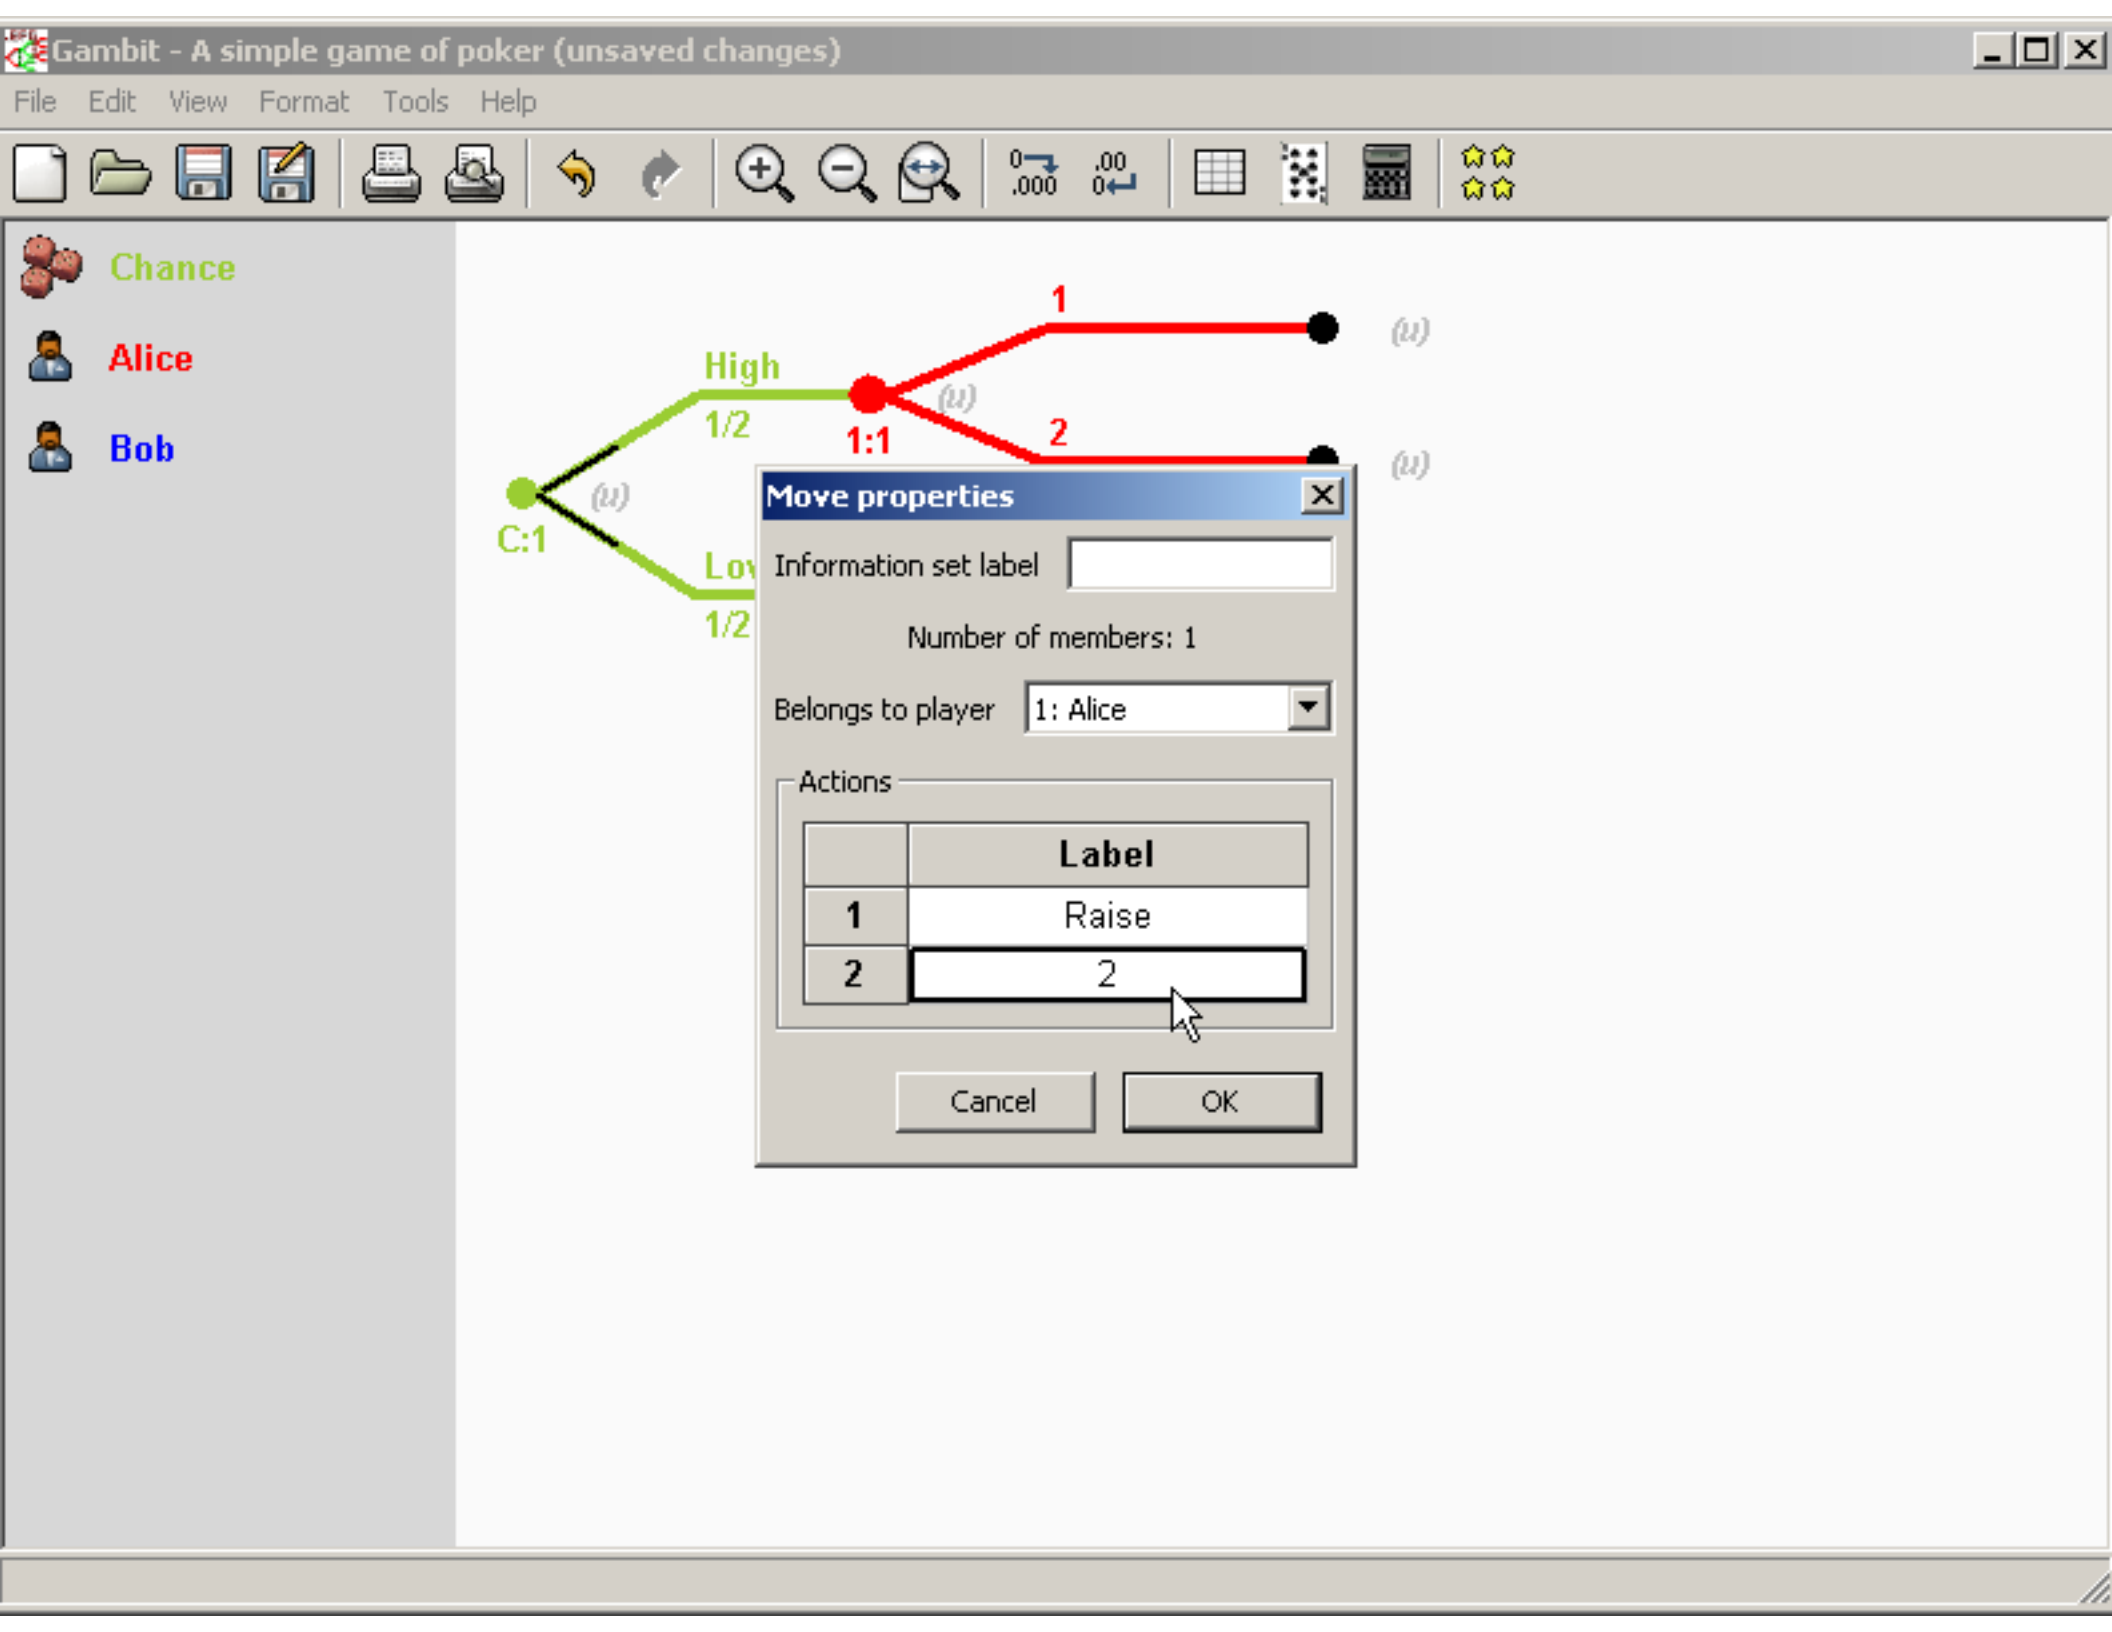 Gambit - A simple game of poker (unsaved changes)
File Edit View Format Tools Help
0 .000 .00 0
Chance
Alice
Bob
1
(u)
High
1/2
(u)
1:1
2
(u)
(u)
C:1
1/2
Move properties
Information set label
Number of members: 1
Belongs to player 1: Alice
Actions
Label
1 Raise
2 2
Cancel OK